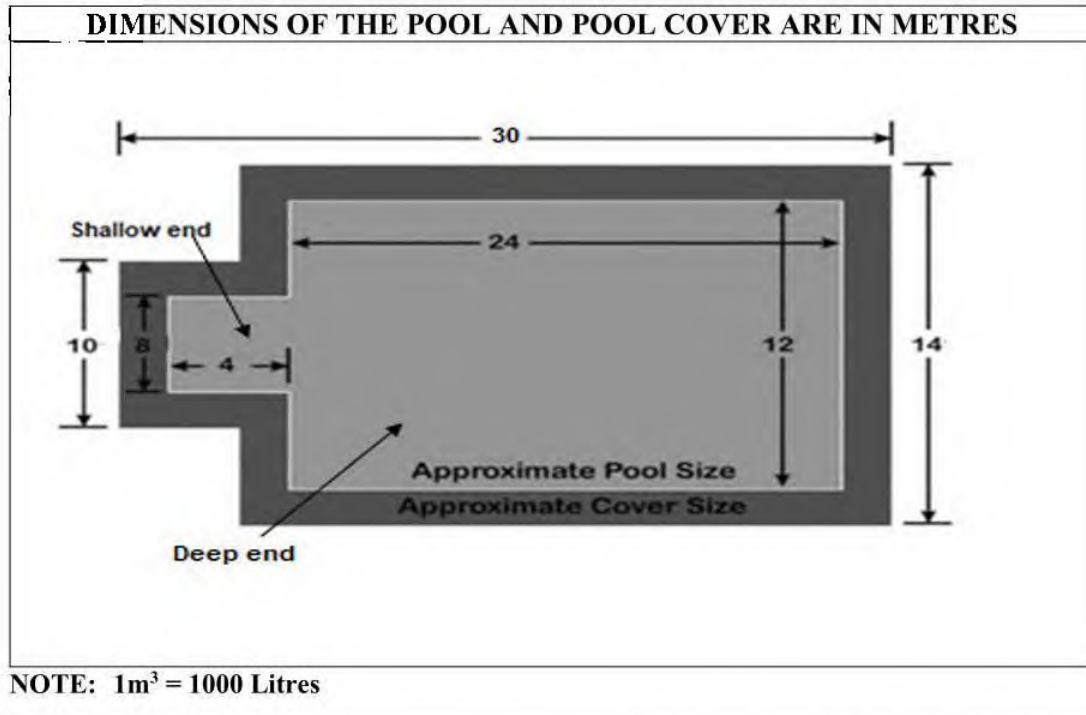 DIMENSIONS OF THE POOL AND POOL COVER ARE IN METRES
30
Shallow end
24
10
8
4
12
14
Approximate Pool Size
Approximate Cover Size
Deep end
NOTE: 1m³ = 1000 Litres